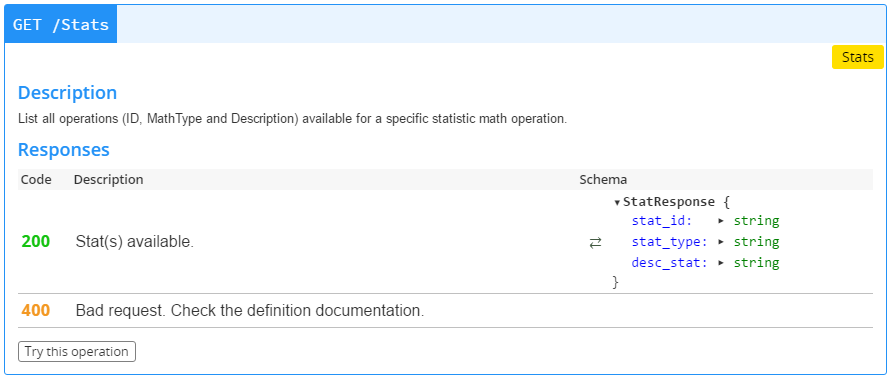 GET /Stats
Stats
Description
List all operations (ID, MathType and Description) available for a specific statistic math operation.
Responses
Code Description Schema
▾StatResponse {
stat_id: ▸ string
200 Stat(s) available. ⇄ stat_type: ▸ string
desc_stat: ▸ string
}
400 Bad request. Check the definition documentation.
Try this operation